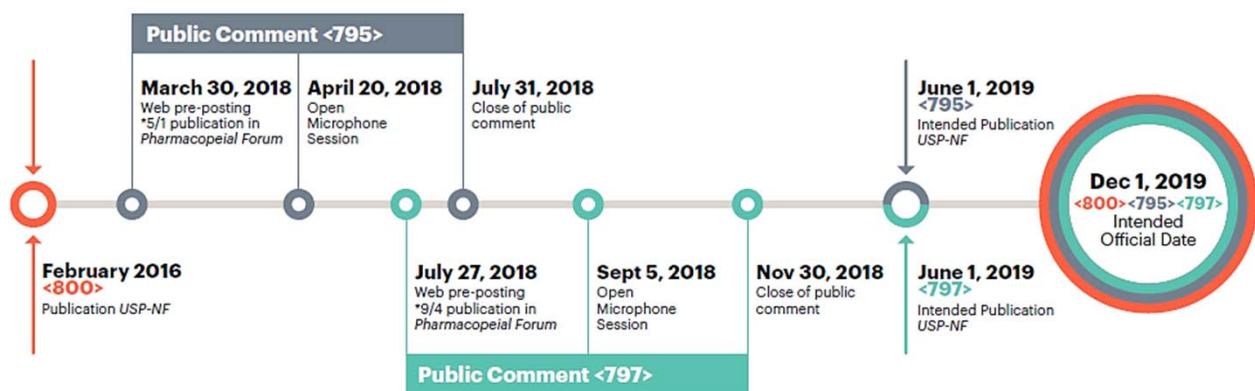 Public Comment <795>
March 30, 2018
Web pre-posting
*5/1 publication in
Pharmacopeial Forum
April 20, 2018
Open
Microphone
Session
July 31, 2018
Close of public
comment
June 1, 2019
<795>
Intended Publication
USP-NF
Dec 1, 2019
<800> <795> <797>
Intended
Official Date
February 2016
<800>
Publication USP-NF
July 27, 2018
Web pre-posting
*9/4 publication in
Pharmacopeial Forum
Sept 5, 2018
Open
Microphone
Session
Nov 30, 2018
Close of public
comment
June 1, 2019
<797>
Intended Publication
USP-NF
Public Comment <797>